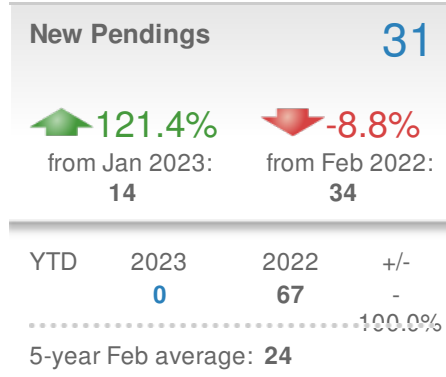 New Pendings 31
121.4% -8.8%
from Jan 2023: from Feb 2022:
14 34
YTD 2023 2022 +/-
0 67 -
100.0%
5-year Feb average: 24